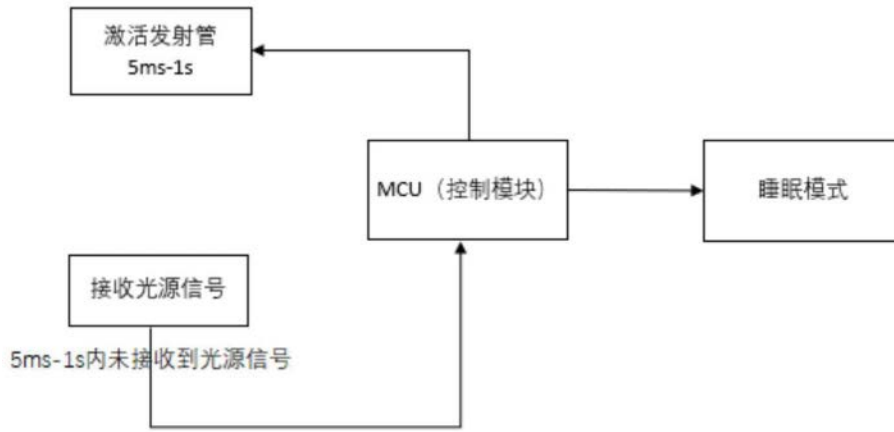 激活发射管
5ms-1s
MCU（控制模块）
睡眠模式
接收光源信号
5ms-1s内未接收到光源信号